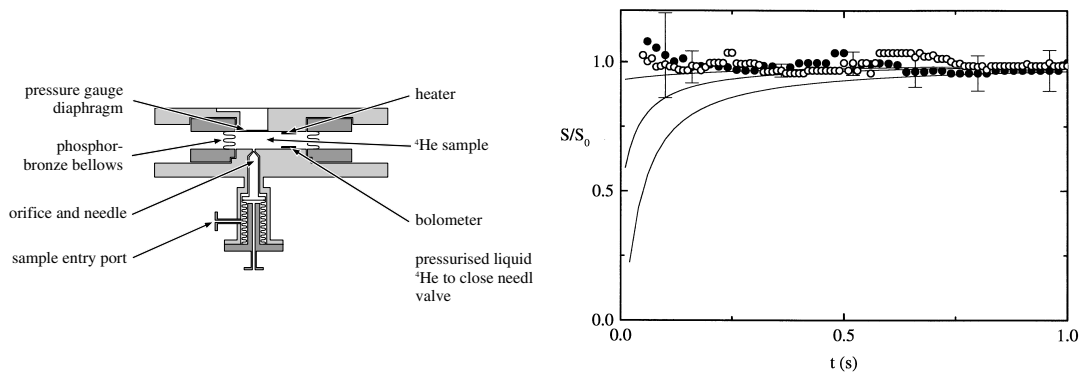 pressure gauge
diaphragm
phosphor-
bronze bellows
orifice and needle
sample entry port
heater
⁴He sample
bolometer
pressurised liquid
⁴He to close needl
valve
S/S₀
1.0
0.5
0.0
0.0
0.5
1.0
t (s)